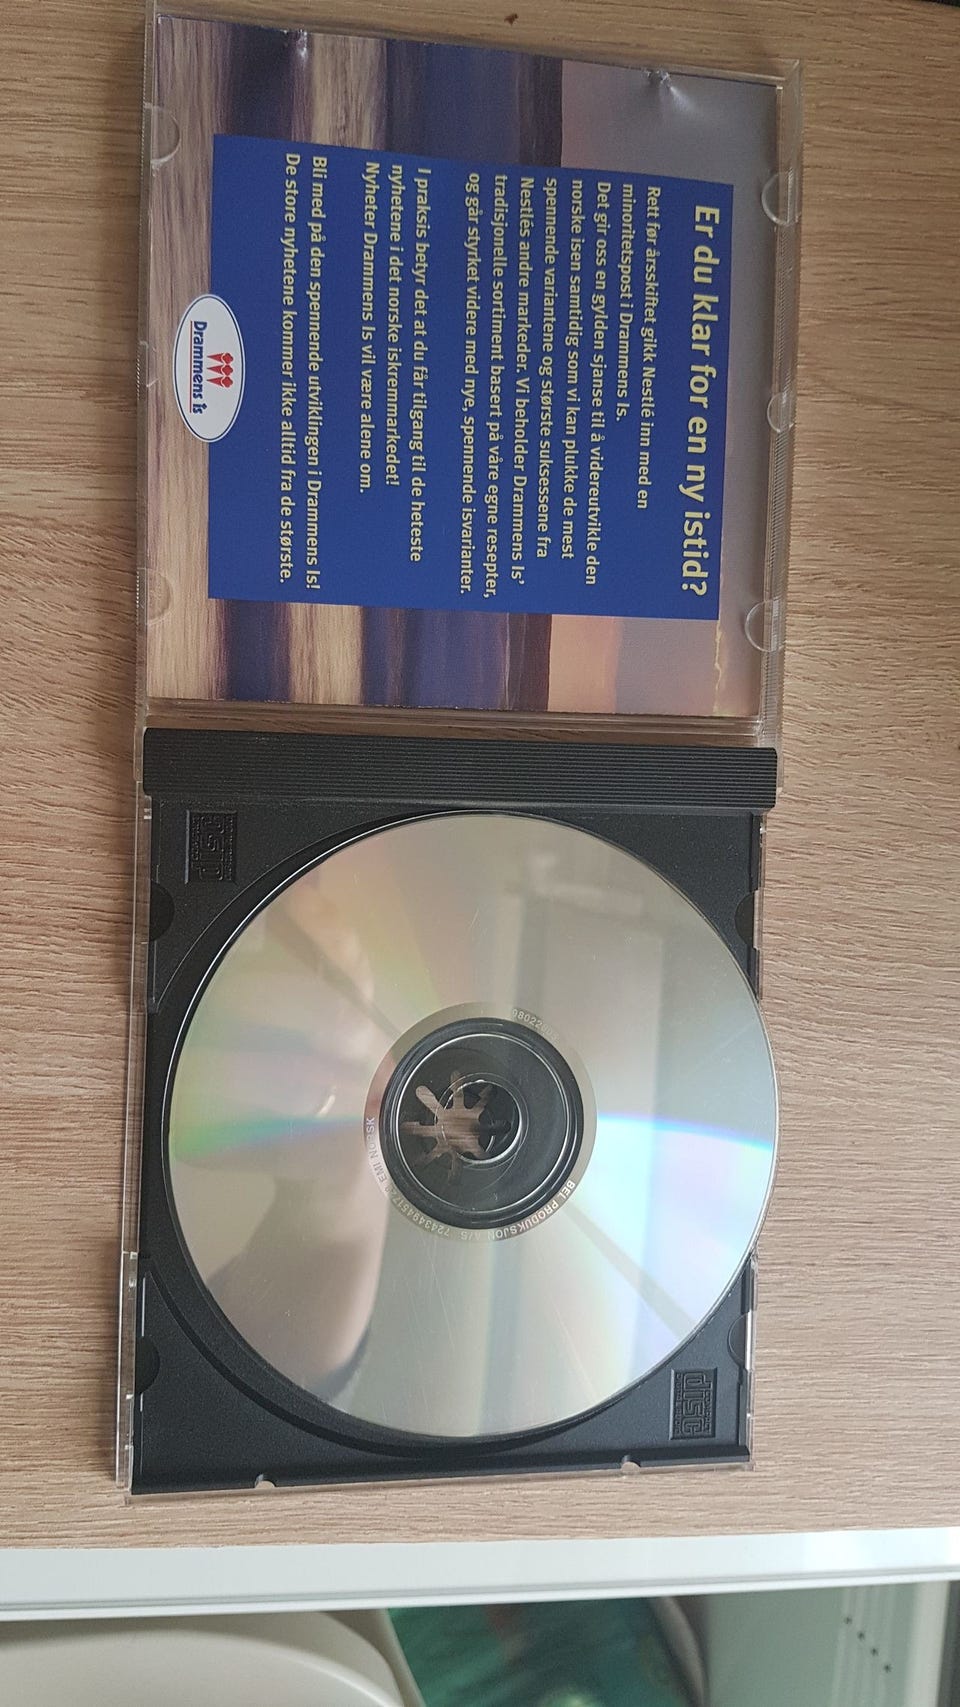 Er du klar for en ny istid?
Rett før årsskiftet gikk Nestlé inn med en
minoritetspost i Drammens Is.
Det gir oss en gylden sjanse til å videreutvikle den
norske isen samtidig som vi kan plukke de mest
spennende variantene og største suksessene fra
Nestlés andre markeder. Vi beholder Drammens Is'
tradisjonelle sortiment basert på våre egne resepter,
og går styrket videre med nye, spennende isvarianter.
I praksis betyr det at du får tilgang til de heteste
nyhetene i det norske iskremmarkedet!
Nyheter Drammens Is vil være alene om.
Bli med på den spennende utviklingen i Drammens Is!
De store nyhetene kommer ikke alltid fra de største.
Drammens is
BEL PRODUKSJON A/S
EMI
disc
disc